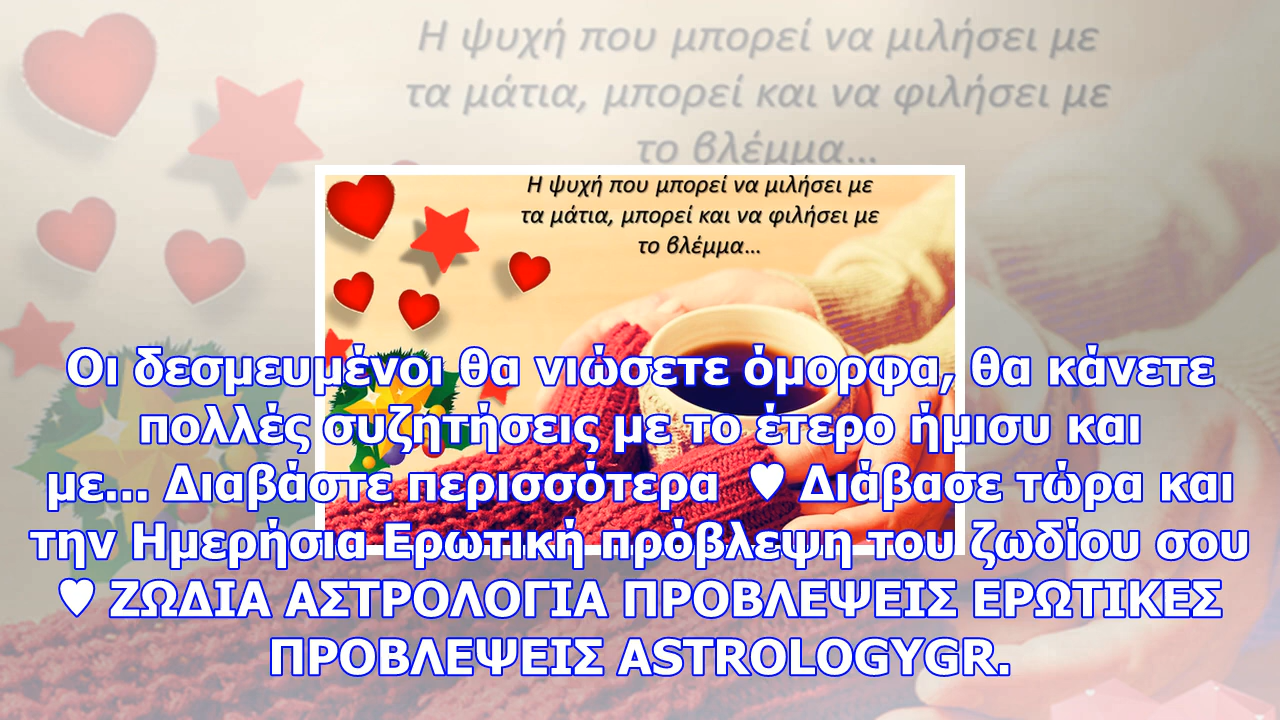 Η ψυχή που μπορεί να μιλήσει με
τα μάτια, μπορεί και να φιλήσει με
το βλέμμα...
Η ψυχή που μπορεί να μιλήσει με
τα μάτια, μπορεί και να φιλήσει με
το βλέμμα...
Οι δεσμευμένοι θα νιώσετε όμορφα, θα κάνετε
πολλές συζητήσεις με το έτερο ήμισυ και
με... Διαβάστε περισσότερα ♥ Διάβασε τώρα και
την Ημερήσια Ερωτική πρόβλεψη του ζωδίου σου
♥ ΖΩΔΙΑ ΑΣΤΡΟΛΟΓΙΑ ΠΡΟΒΛΕΨΕΙΣ ΕΡΩΤΙΚΕΣ
ΠΡΟΒΛΕΨΕΙΣ ASTROLOGYGR.